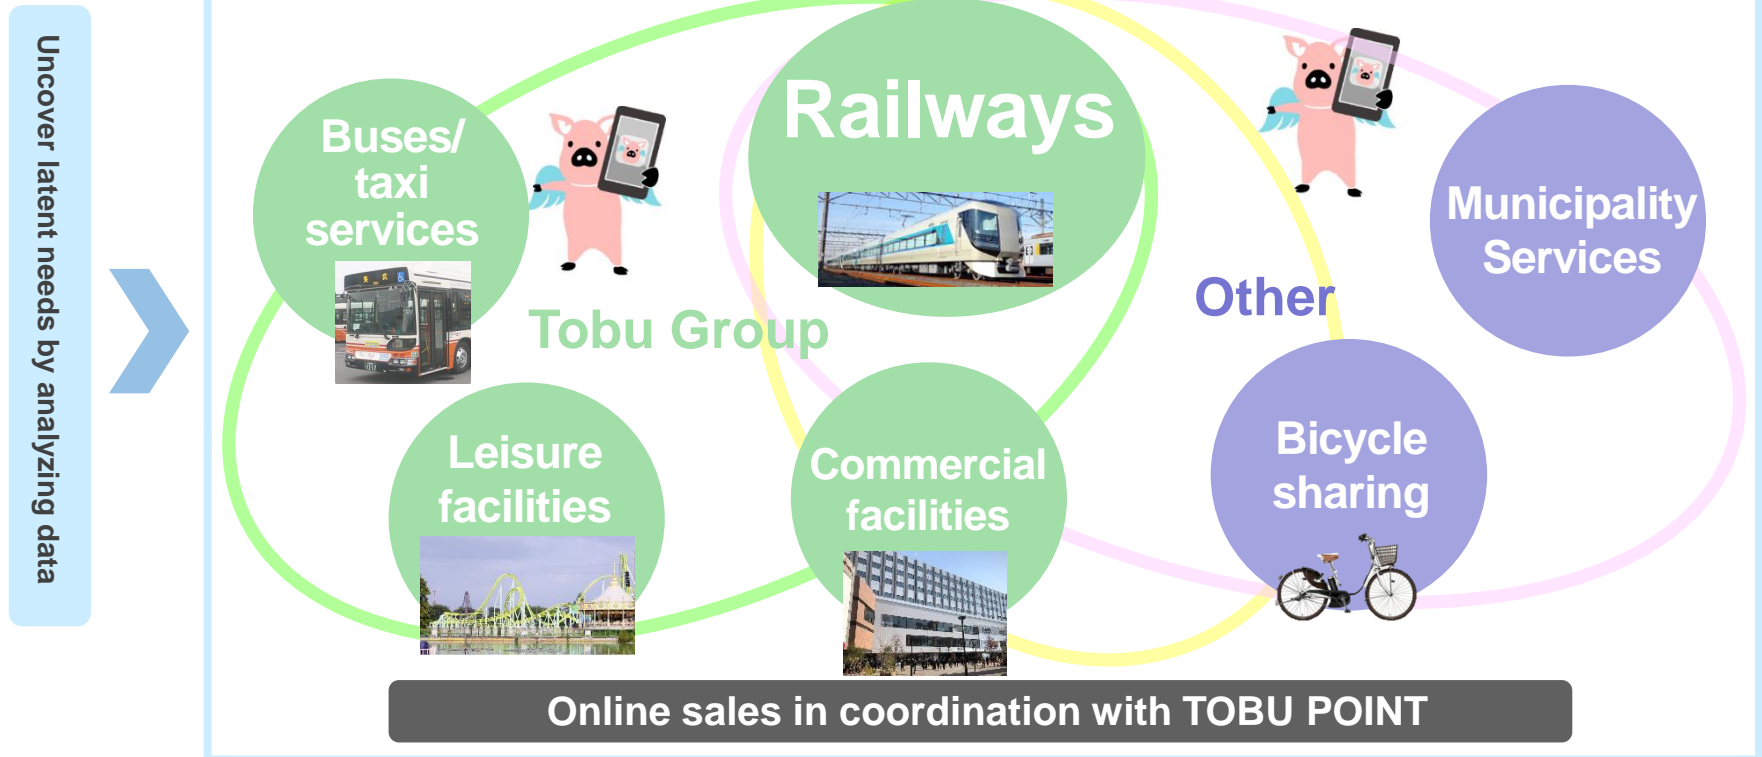 Uncover latent needs by analyzing data
Railways
Buses/
taxi
services
Municipality
Services
Other
Tobu Group
Leisure
facilities
Commercial
facilities
Bicycle
sharing
Online sales in coordination with TOBU POINT